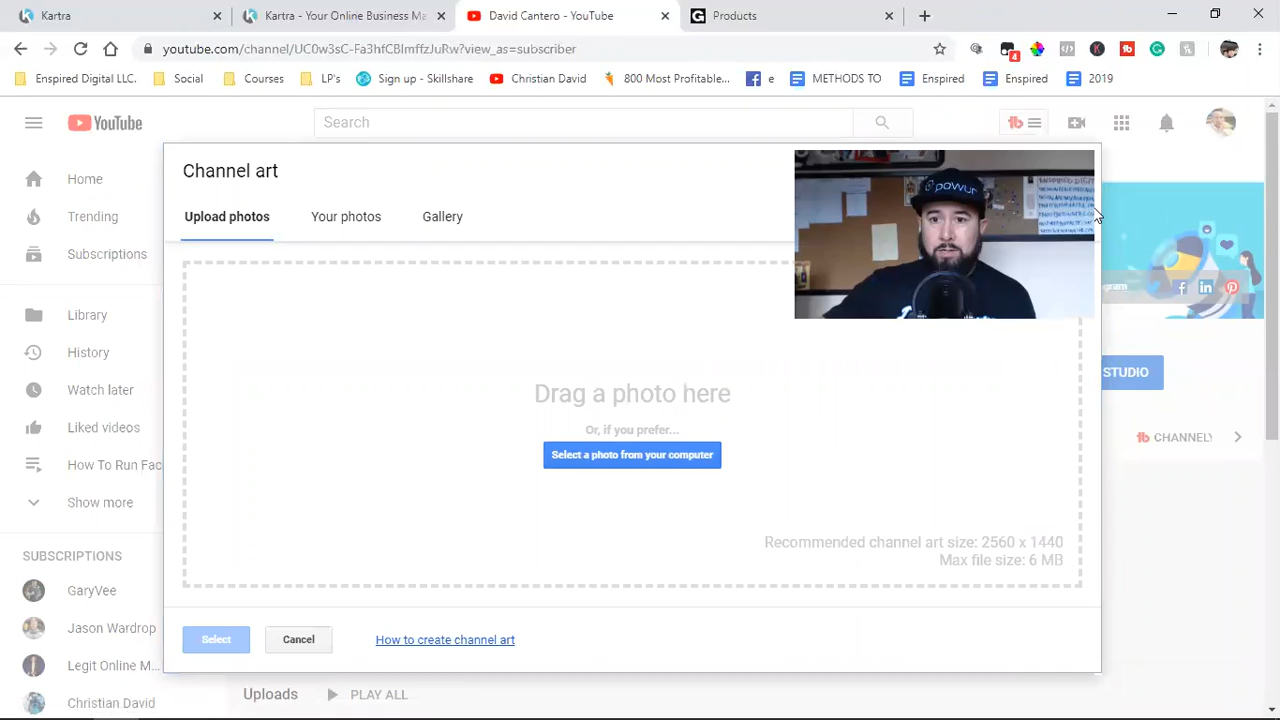 Kartra
Kartra - Your Online Business M
David Cantero - YouTube
Products
youtube.com/channel/UC0w3sC-Fa3hfCBlmffzJuRw?view_as=subscriber
4
Enspired Digital LLC.
Social
Courses
LP's
Sign up - Skillshare
Christian David
800 Most Profitable...
e
METHODS TO
Enspired
Enspired
2019
YouTube
Search
Home
Trending
Subscriptions
Library
History
Watch later
Liked videos
How To Run Fac
Show more
SUBSCRIPTIONS
GaryVee
Jason Wardrop
Legit Online M...
Christian David
Channel art
Upload photos
Gallery
powur
Drag a photo here
Or, if you prefer...
Select a photo from your computer
Recommended channel art size: 2560 x 1440
Max file size: 6 MB
Select
Cancel
How to create channel art
gram
STUDIO
CHANNELY
Uploads
PLAY ALL